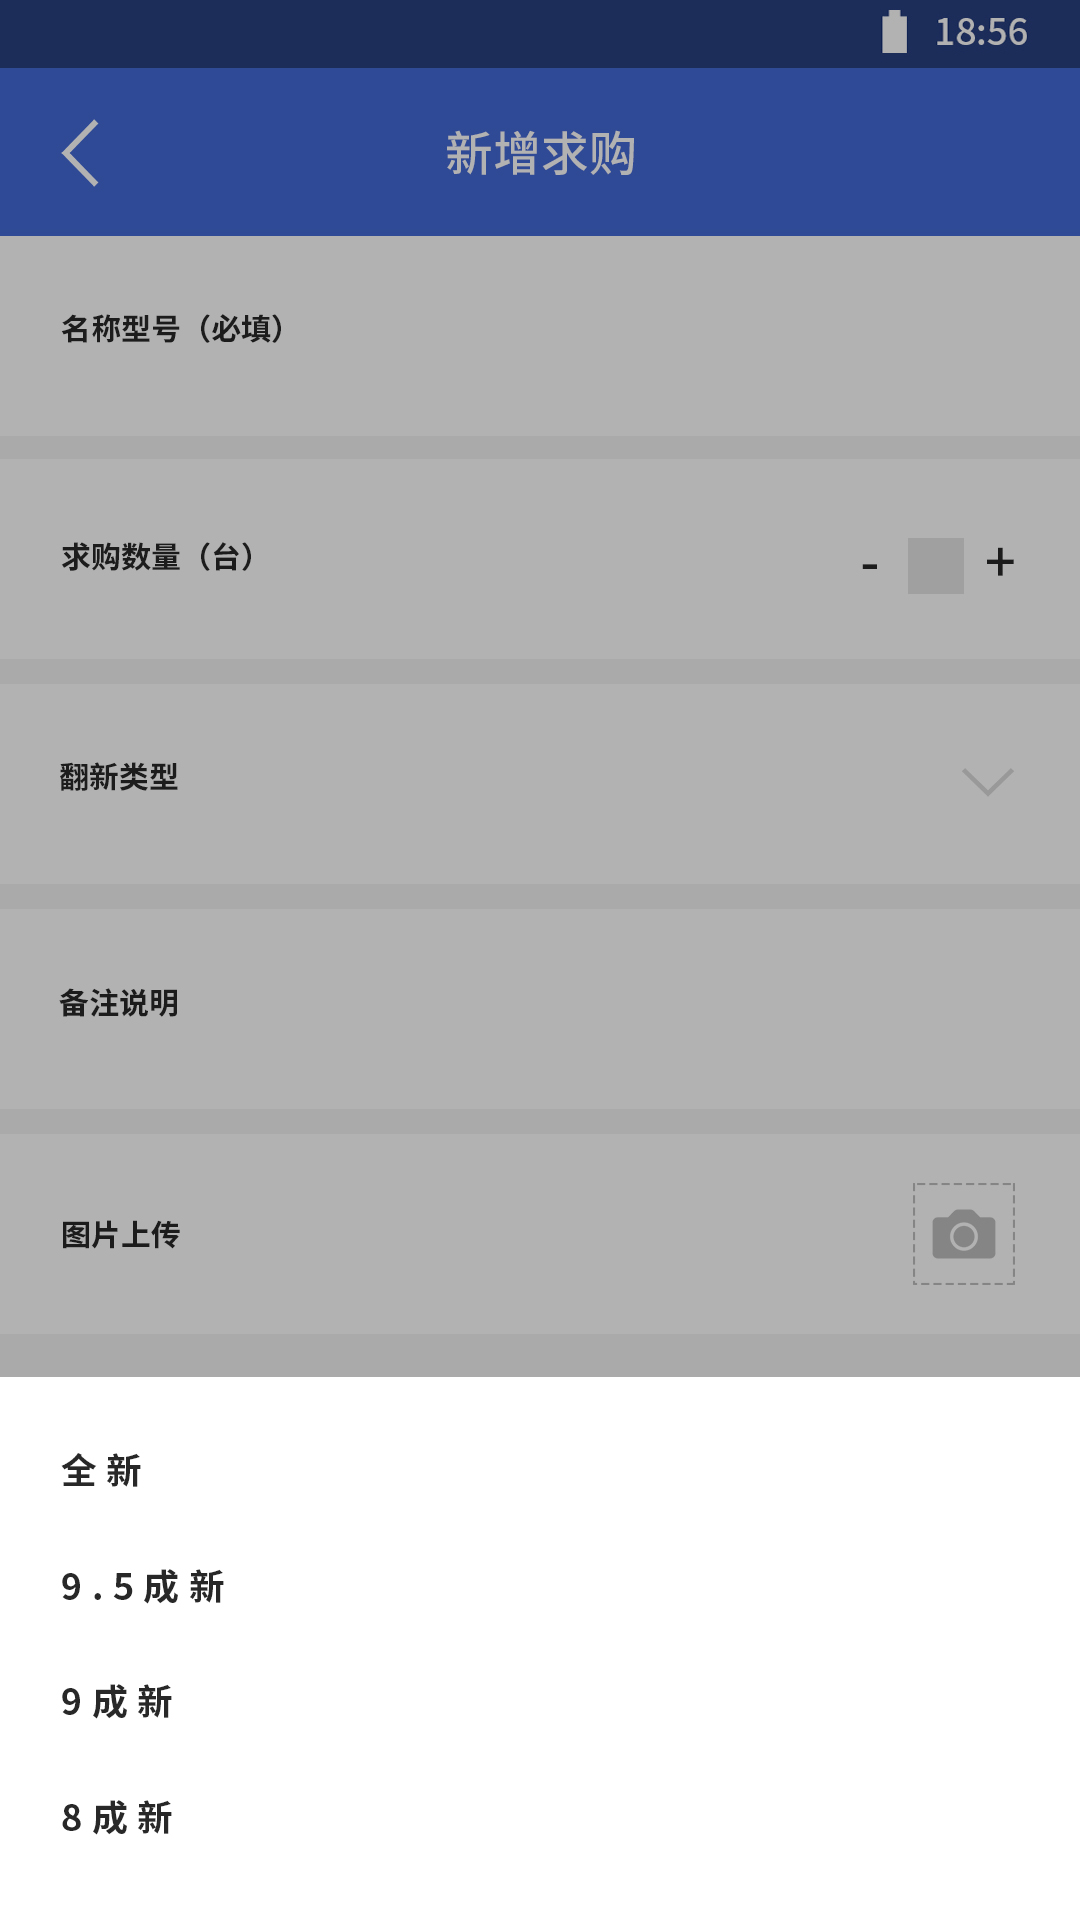 18:56
新增求购
名称型号（必填）
求购数量（台）
- +
翻新类型
备注说明
图片上传
全新
9.5成新
9成新
8成新